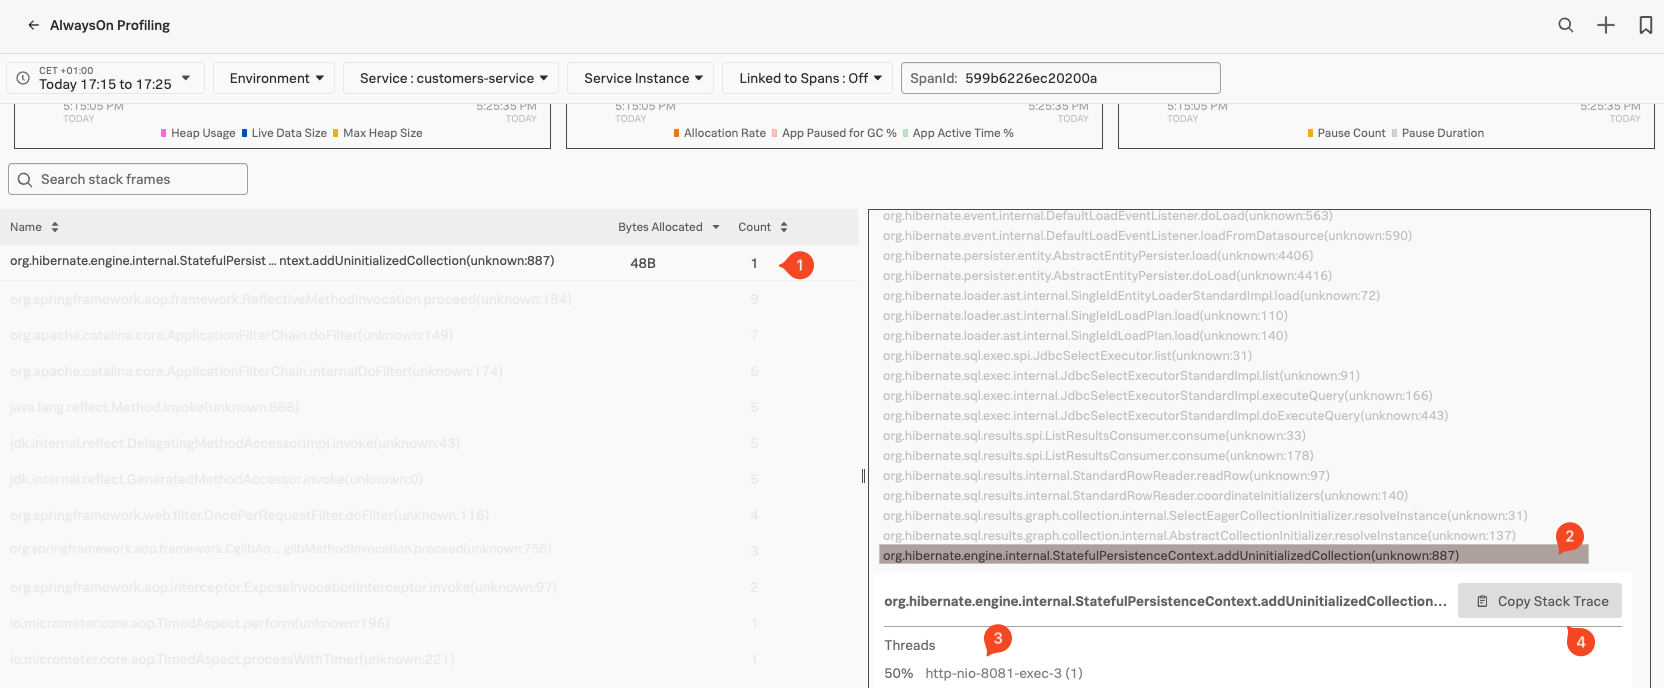 AlwaysOn Profiling
CET +01:00
Today 17:15 to 17:25
Environment
Service : customers-service
Service Instance
Linked to Spans : Off
SpanId: 599b6226ec20200a
5:15:05 PM
TODAY
5:25:35 PM
TODAY
Heap Usage Live Data Size Max Heap Size
5:15:05 PM
TODAY
5:25:35 PM
TODAY
Allocation Rate App Paused for GC % App Active Time %
5:15:05 PM
TODAY
5:25:35 PM
TODAY
Pause Count Pause Duration
Search stack frames
Name Bytes Allocated Count
org.hibernate.engine.internal.StatefulPersist ... ntext.addUninitializedCollection(unknown:887) 48B 1
1
org.springframework.aop.framework.ReflectiveMethodInvocation.proceed(unknown:184) 9
org.apache.catalina.core.ApplicationFilterChain.doFilter(unknown:149) 7
org.apache.catalina.core.ApplicationFilterChain.internalDoFilter(unknown:174) 6
java.lang.reflect.Method.invoke(unknown:568) 5
jdk.internal.reflect.DelegatingMethodAccessorImpl.invoke(unknown:43) 5
jdk.internal.reflect.GeneratedMethodAccessor.invoke(unknown:0) 5
org.springframework.web.filter.OncePerRequestFilter.doFilter(unknown:116) 4
org.springframework.aop.framework.CglibAo ... glibMethodInvocation.proceed(unknown:756) 3
org.springframework.aop.interceptor.ExposeInvocationInterceptor.invoke(unknown:97) 2
io.micrometer.core.aop.TimedAspect.perform(unknown:196) 1
io.micrometer.core.aop.TimedAspect.processWithTimer(unknown:221) 1
org.hibernate.event.internal.DefaultLoadEventListener.doLoad(unknown:563)
org.hibernate.event.internal.DefaultLoadEventListener.loadFromDatasource(unknown:590)
org.hibernate.persister.entity.AbstractEntityPersister.load(unknown:4406)
org.hibernate.persister.entity.AbstractEntityPersister.doLoad(unknown:4416)
org.hibernate.loader.ast.internal.SingleIdEntityLoaderStandardImpl.load(unknown:72)
org.hibernate.loader.ast.internal.SingleIdLoadPlan.load(unknown:110)
org.hibernate.loader.ast.internal.SingleIdLoadPlan.load(unknown:140)
org.hibernate.sql.exec.spi.JdbcSelectExecutor.list(unknown:31)
org.hibernate.sql.exec.internal.JdbcSelectExecutorStandardImpl.list(unknown:91)
org.hibernate.sql.exec.internal.JdbcSelectExecutorStandardImpl.executeQuery(unknown:166)
org.hibernate.sql.exec.internal.JdbcSelectExecutorStandardImpl.doExecuteQuery(unknown:443)
org.hibernate.sql.results.spi.ListResultsConsumer.consume(unknown:33)
org.hibernate.sql.results.spi.ListResultsConsumer.consume(unknown:178)
org.hibernate.sql.results.internal.StandardRowReader.readRow(unknown:97)
org.hibernate.sql.results.internal.StandardRowReader.coordinateInitializers(unknown:140)
org.hibernate.sql.results.graph.collection.internal.SelectEagerCollectionInitializer.resolveInstance(unknown:31)
org.hibernate.sql.results.graph.collection.internal.AbstractCollectionInitializer.resolveInstance(unknown:137)
2
org.hibernate.engine.internal.StatefulPersistenceContext.addUninitializedCollection(unknown:887)
org.hibernate.engine.internal.StatefulPersistenceContext.addUninitializedCollection...
Copy Stack Trace
3
4
Threads
50% http-nio-8081-exec-3 (1)